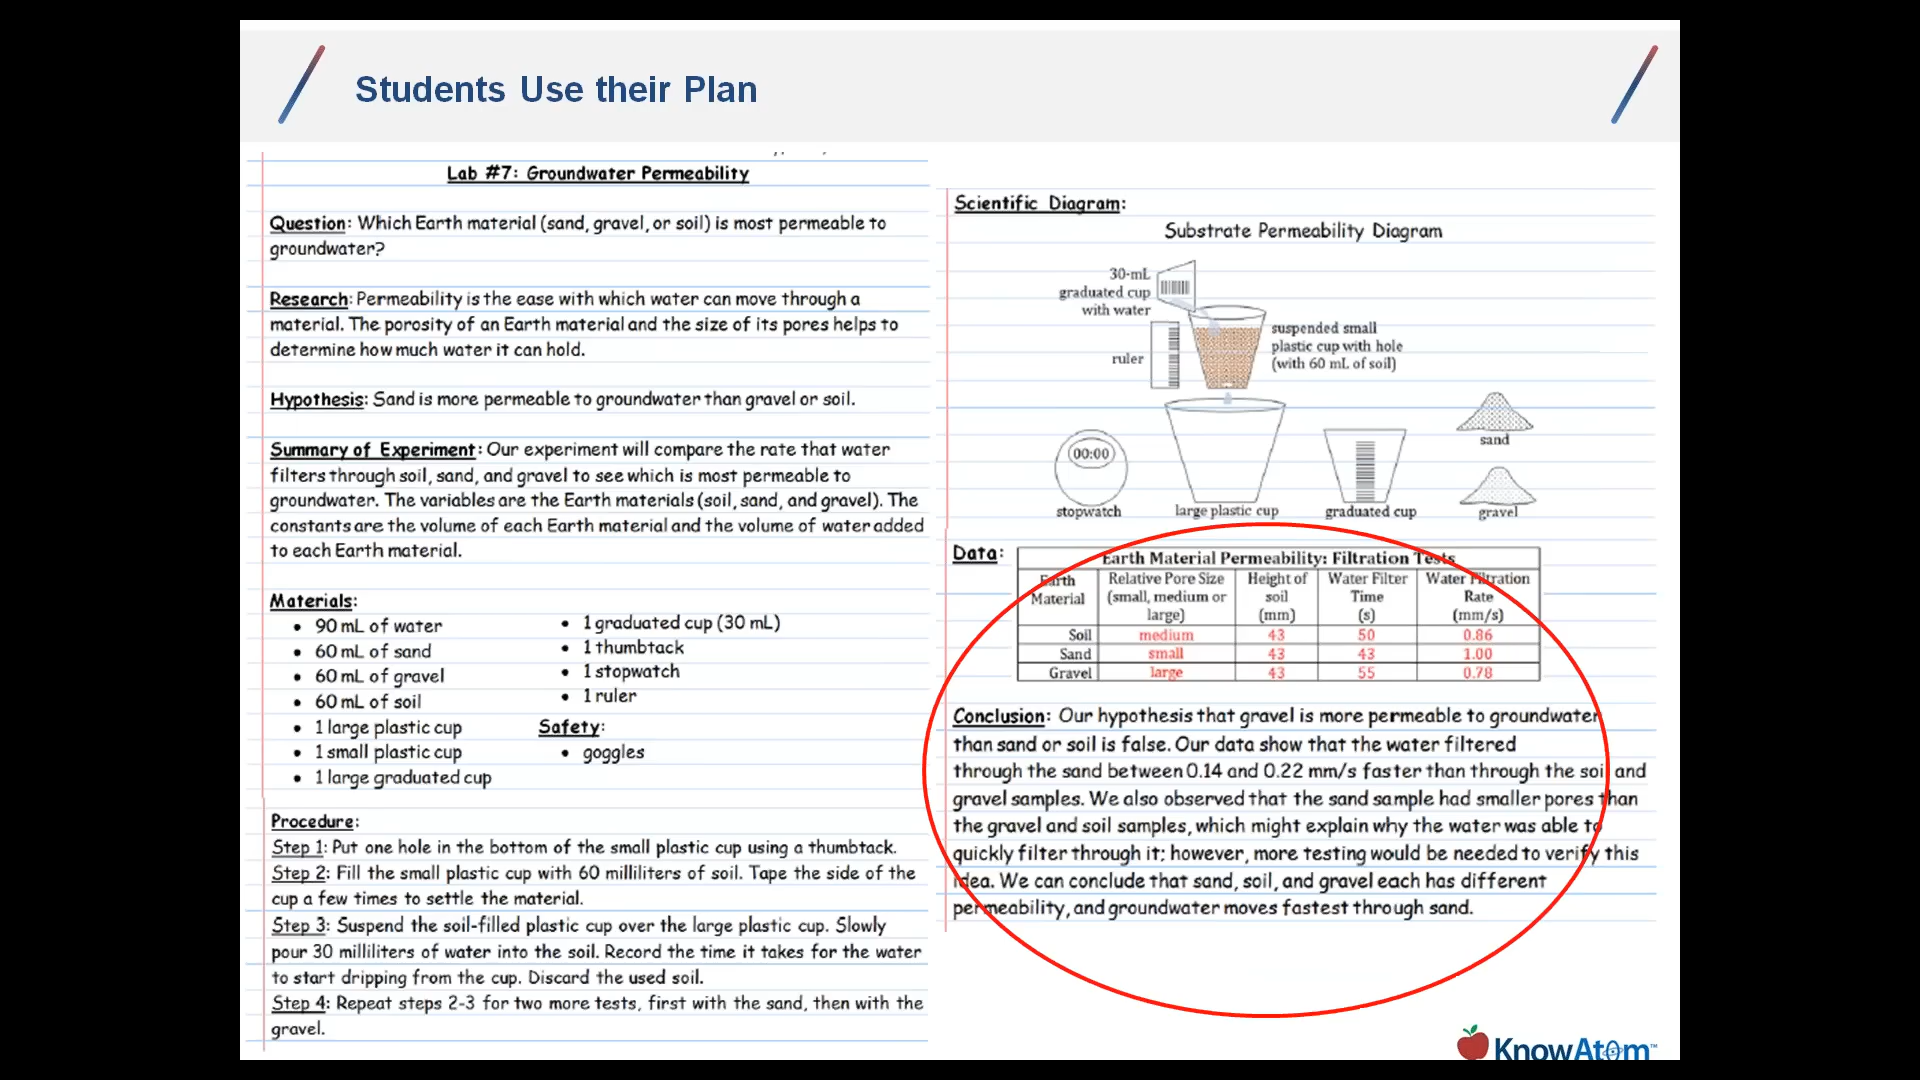 Students Use their Plan
Lab #7: Groundwater Permeability
Question: Which Earth material (sand, gravel, or soil) is most permeable to
groundwater?
Research: Permeability is the ease with which water can move through a
material. The porosity of an Earth material and the size of its pores helps to
determine how much water it can hold.
Hypothesis: Sand is more permeable to groundwater than gravel or soil.
Summary of Experiment: Our experiment will compare the rate that water
filters through soil, sand, and gravel to see which is most permeable to
groundwater. The variables are the Earth materials (soil, sand, and gravel). The
constants are the volume of each Earth material and the volume of water added
to each Earth material.
Materials:
• 90 mL of water
• 60 mL of sand
• 60 mL of gravel
• 60 mL of soil
• 1 large plastic cup
• 1 small plastic cup
• 1 large graduated cup
• 1 graduated cup (30 mL)
• 1 thumbtack
• 1 stopwatch
• 1 ruler
Safety:
• goggles
Procedure:
Step 1: Put one hole in the bottom of the small plastic cup using a thumbtack.
Step 2: Fill the small plastic cup with 60 milliliters of soil. Tape the side of the
cup a few times to settle the material.
Step 3: Suspend the soil-filled plastic cup over the large plastic cup. Slowly
pour 30 milliliters of water into the soil. Record the time it takes for the water
to start dripping from the cup. Discard the used soil.
Step 4: Repeat steps 2-3 for two more tests, first with the sand, then with the
gravel.
Scientific Diagram:
Substrate Permeability Diagram
30-mL
graduated cup
with water
ruler
suspended small
plastic cup with hole
(with 60 mL of soil)
00:00
stopwatch
large plastic cup
graduated cup
sand
gravel
Data:
Earth Material Permeability: Filtration Tests
Earth Material | Relative Pore Size (small, medium or large) | Height of soil (mm) | Water Filter Time (s) | Water Filtration Rate (mm/s)
Soil | medium | 43 | 50 | 0.86
Sand | small | 43 | 43 | 1.00
Gravel | large | 43 | 55 | 0.78
Conclusion: Our hypothesis that gravel is more permeable to groundwater
than sand or soil is false. Our data show that the water filtered
through the sand between 0.14 and 0.22 mm/s faster than through the soil and
gravel samples. We also observed that the sand sample had smaller pores than
the gravel and soil samples, which might explain why the water was able to
quickly filter through it; however, more testing would be needed to verify this
idea. We can conclude that sand, soil, and gravel each has different
permeability, and groundwater moves fastest through sand.
KnowAtom™